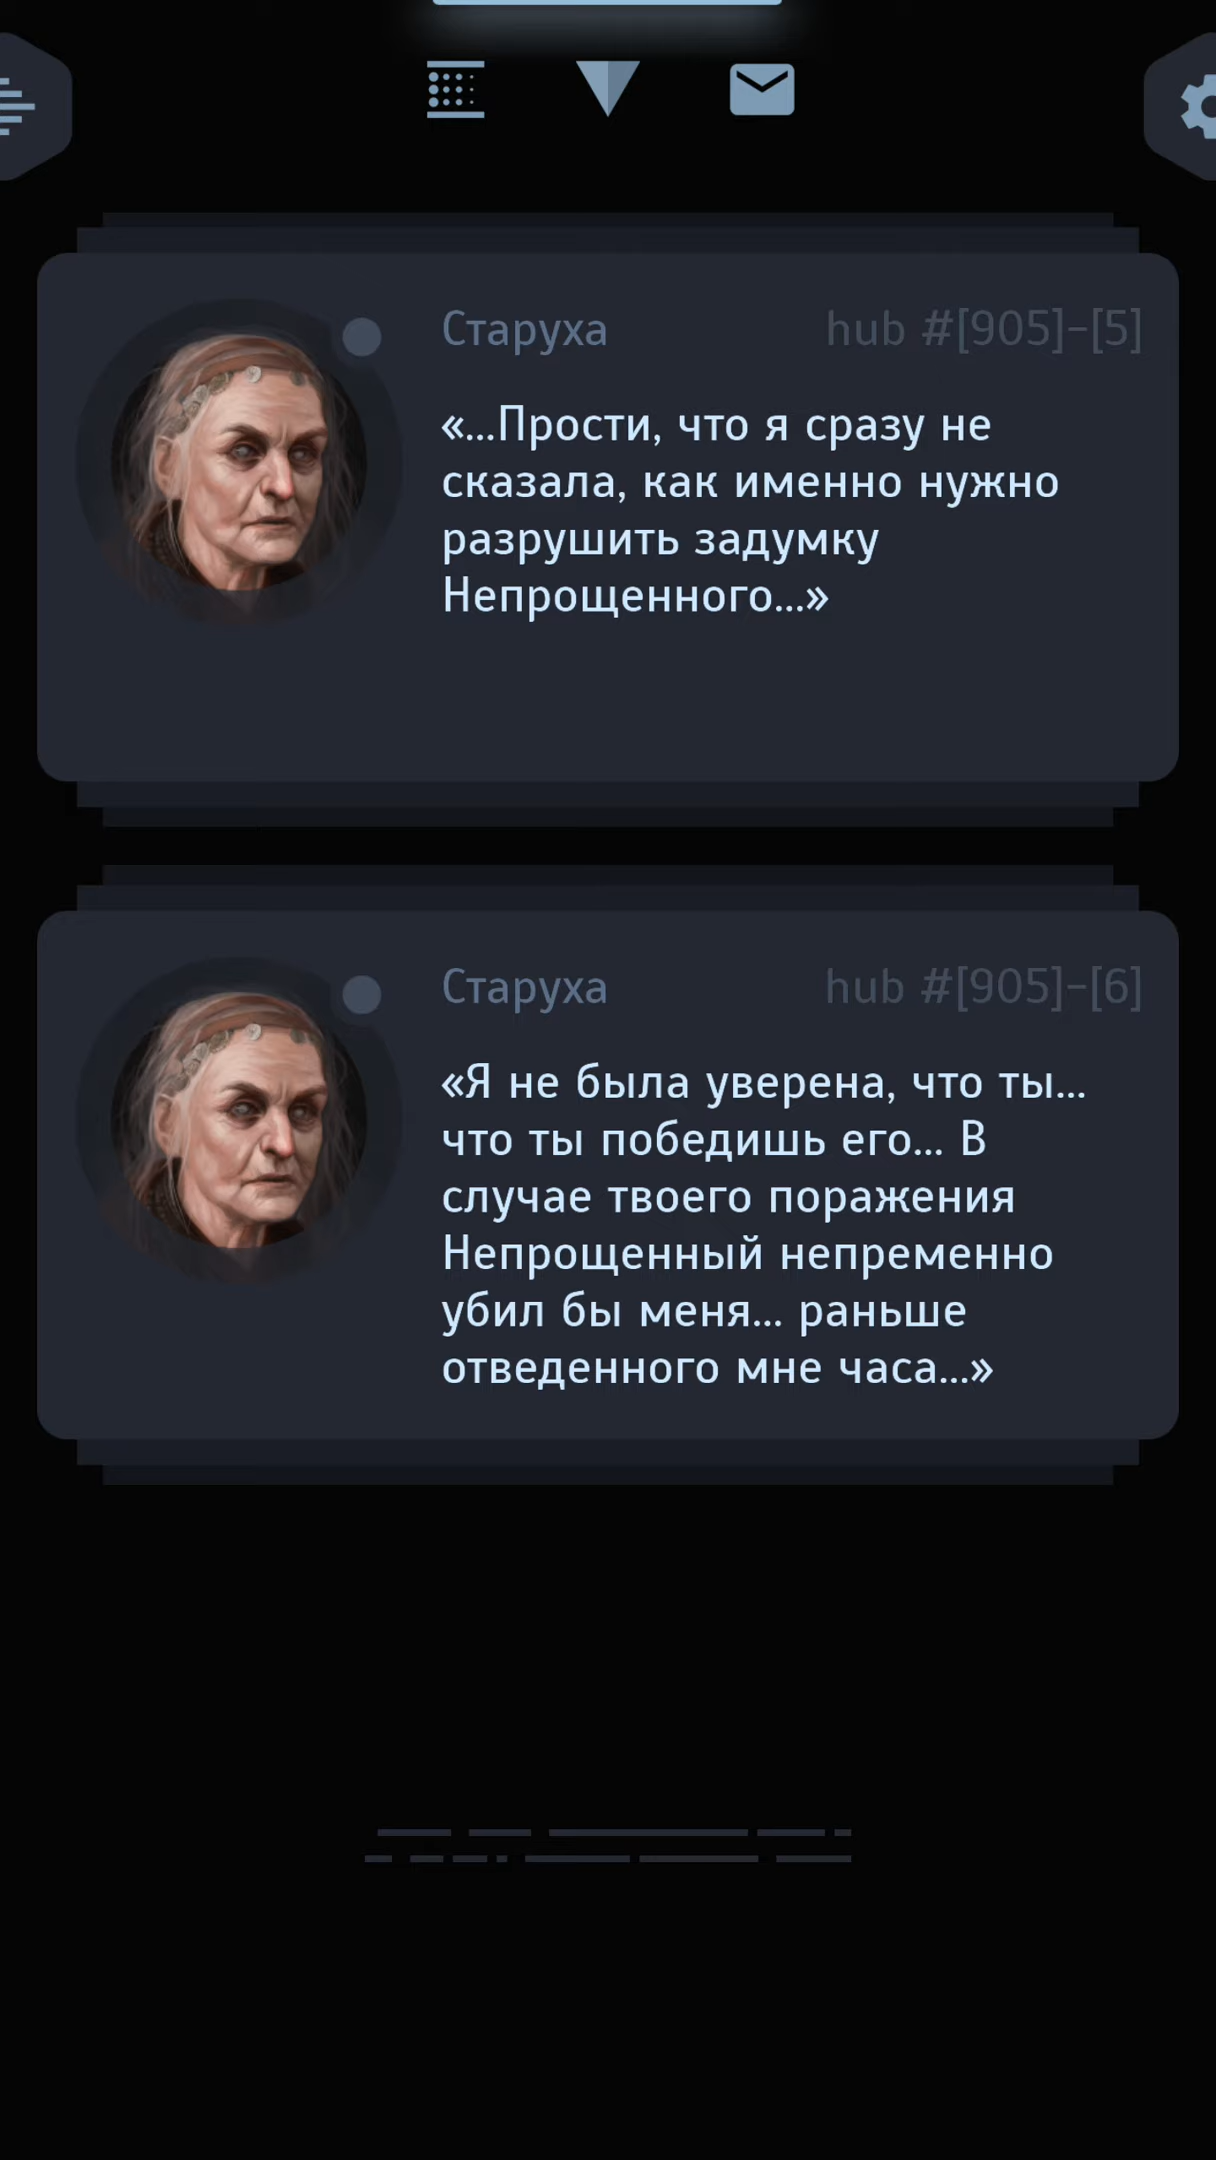 Старуха
hub #[905]-[5]
«...Прости, что я сразу не
сказала, как именно нужно
разрушить задумку
Непрощенного...»
Старуха
hub #[905]-[6]
«Я не была уверена, что ты...
что ты победишь его... В
случае твоего поражения
Непрощенный непременно
убил бы меня... раньше
отведенного мне часа...»